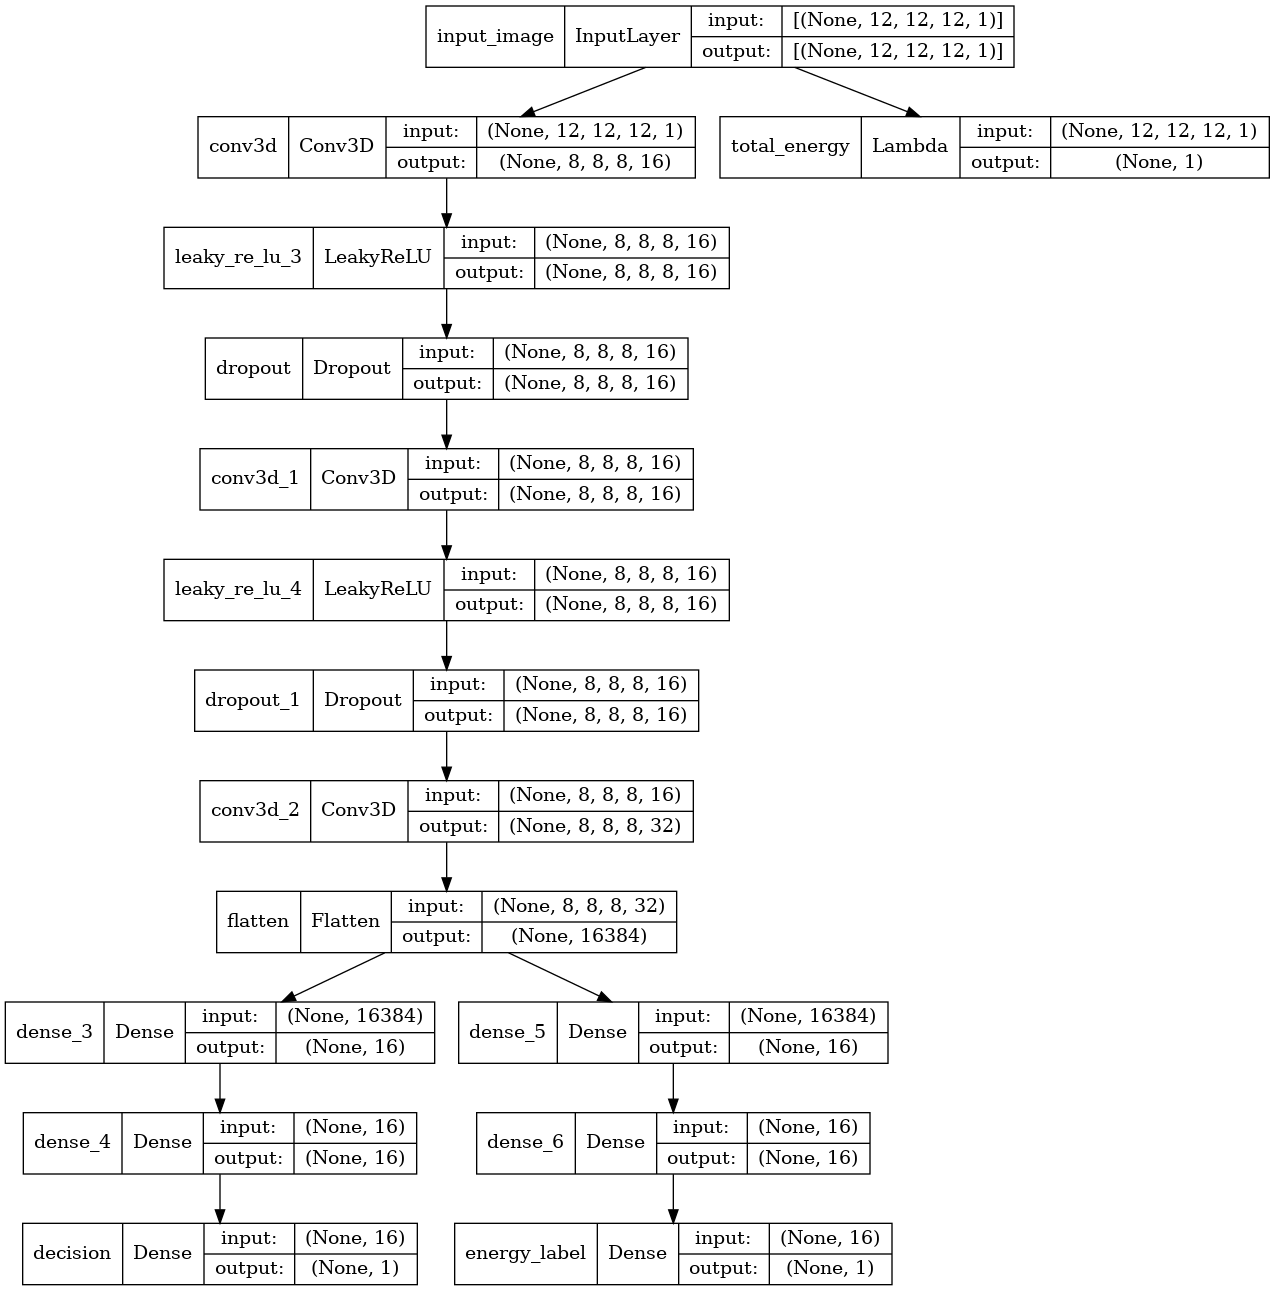 input_image InputLayer input: [(None, 12, 12, 12, 1)]
output: [(None, 12, 12, 12, 1)]
conv3d Conv3D input: (None, 12, 12, 12, 1)
output: (None, 8, 8, 8, 16)
total_energy Lambda input: (None, 12, 12, 12, 1)
output: (None, 1)
leaky_re_lu_3 LeakyReLU input: (None, 8, 8, 8, 16)
output: (None, 8, 8, 8, 16)
dropout Dropout input: (None, 8, 8, 8, 16)
output: (None, 8, 8, 8, 16)
conv3d_1 Conv3D input: (None, 8, 8, 8, 16)
output: (None, 8, 8, 8, 16)
leaky_re_lu_4 LeakyReLU input: (None, 8, 8, 8, 16)
output: (None, 8, 8, 8, 16)
dropout_1 Dropout input: (None, 8, 8, 8, 16)
output: (None, 8, 8, 8, 16)
conv3d_2 Conv3D input: (None, 8, 8, 8, 16)
output: (None, 8, 8, 8, 32)
flatten Flatten input: (None, 8, 8, 8, 32)
output: (None, 16384)
dense_3 Dense input: (None, 16384)
output: (None, 16)
dense_5 Dense input: (None, 16384)
output: (None, 16)
dense_4 Dense input: (None, 16)
output: (None, 16)
dense_6 Dense input: (None, 16)
output: (None, 16)
decision Dense input: (None, 16)
output: (None, 1)
energy_label Dense input: (None, 16)
output: (None, 1)